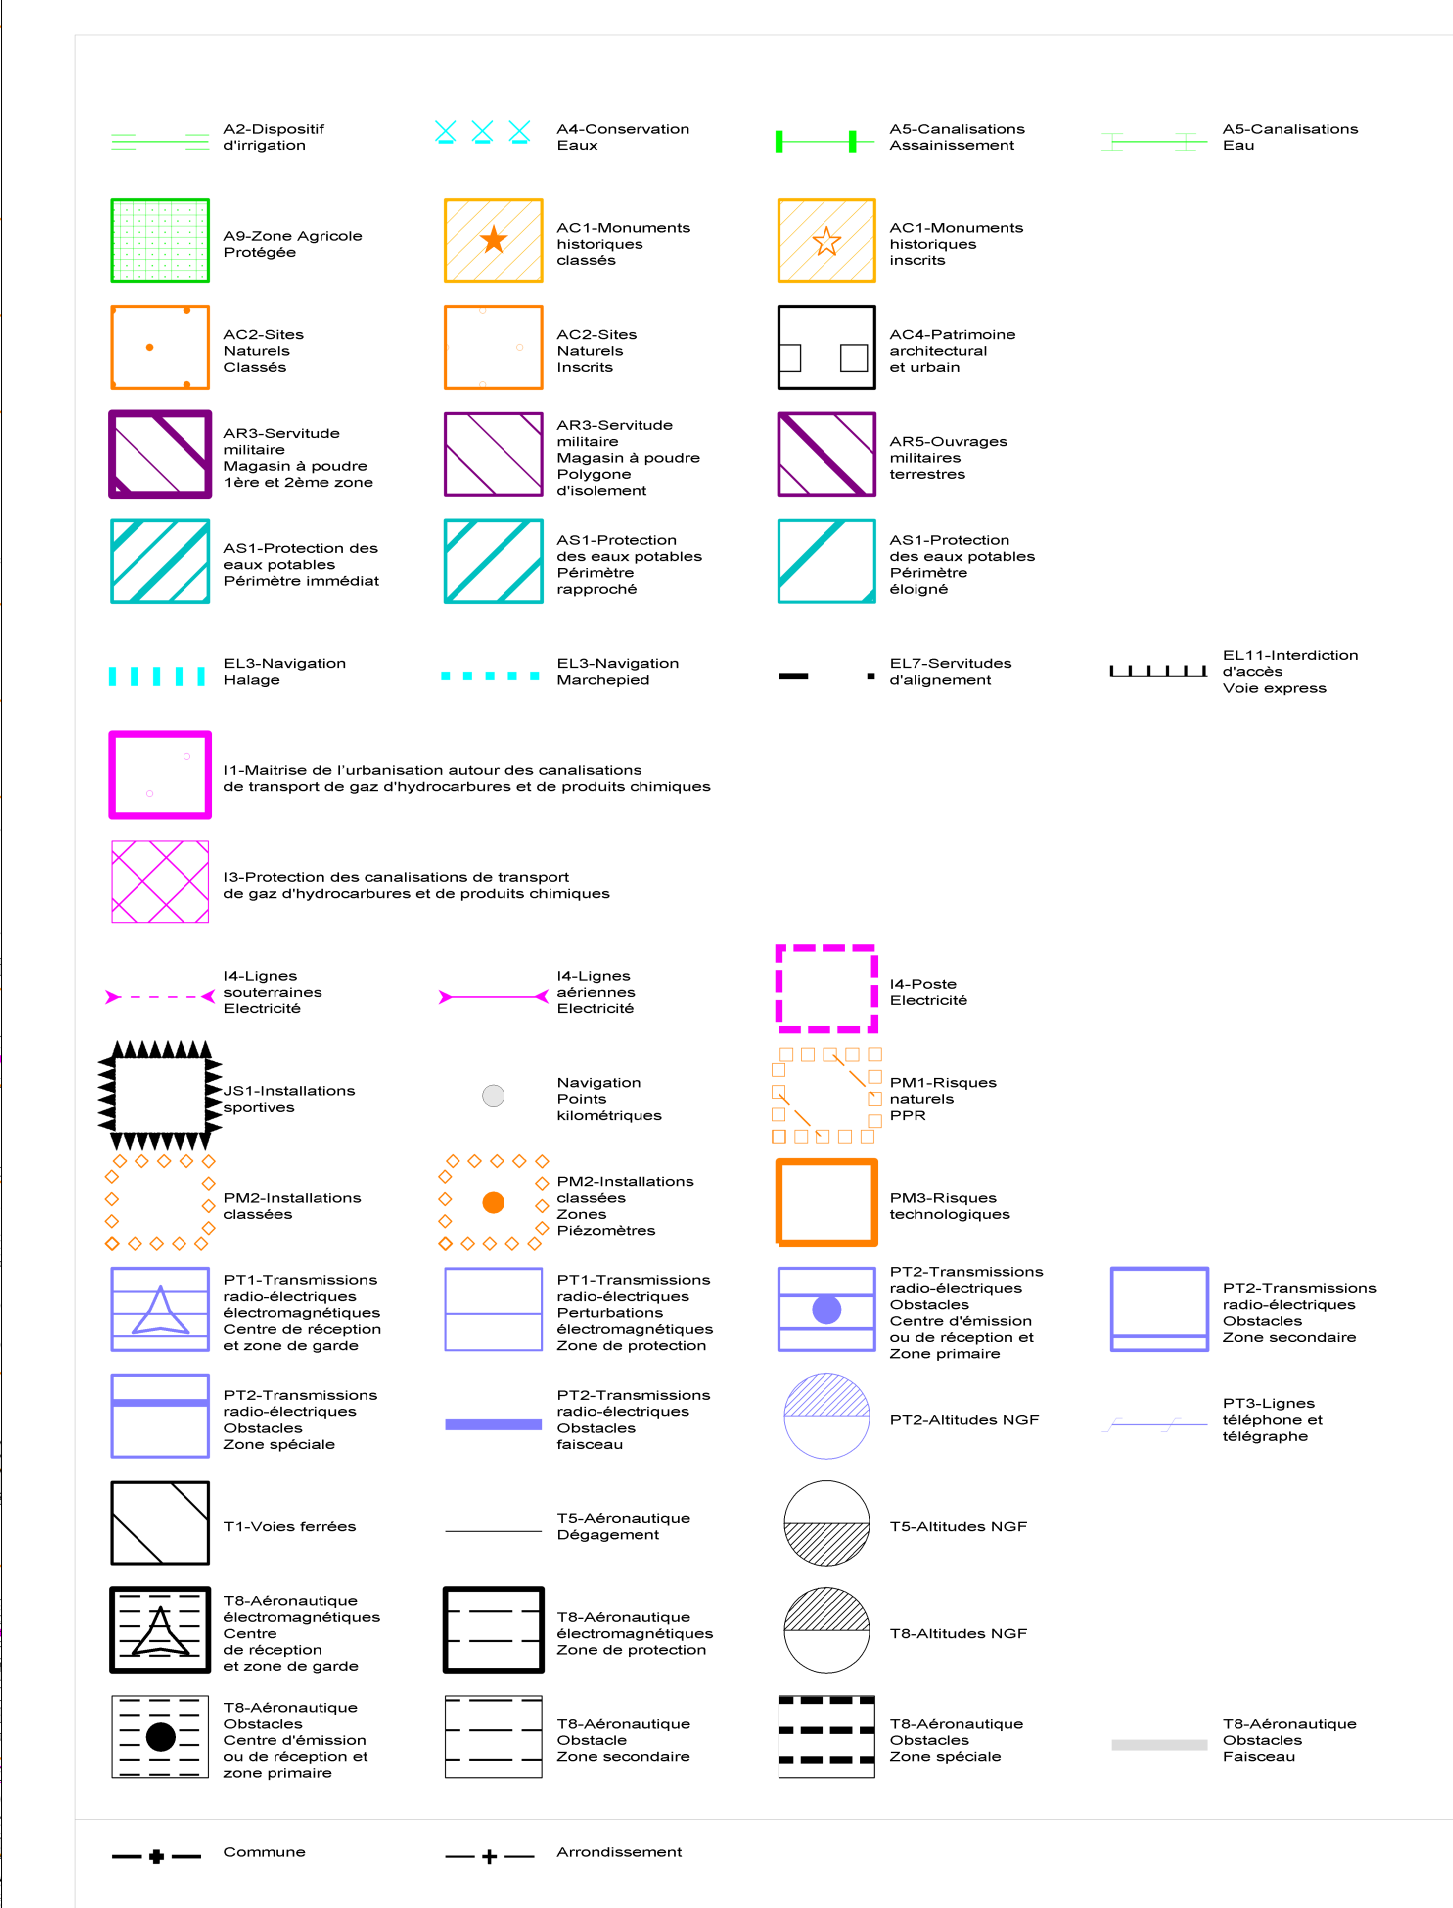 A2-Dispositif
d'irrigation
A4-Conservation
Eaux
A5-Canalisations
Assainissement
A5-Canalisations
Eau
A9-Zone Agricole
Protégée
AC1-Monuments
historiques
classés
AC1-Monuments
historiques
inscrits
AC2-Sites
Naturels
Classés
AC2-Sites
Naturels
Inscrits
AC4-Patrimoine
architectural
et urbain
AR3-Servitude
militaire
Magasin à poudre
1ère et 2ème zone
AR3-Servitude
militaire
Magasin à poudre
Polygone
d'isolement
AR5-Ouvrages
militaires
terrestres
AS1-Protection des
eaux potables
Périmètre immédiat
AS1-Protection
des eaux potables
Périmètre
rapproché
AS1-Protection
des eaux potables
Périmètre
éloigné
EL3-Navigation
Halage
EL3-Navigation
Marchepied
EL7-Servitudes
d'alignement
EL11-Interdiction
d'accès
Voie express
I1-Maitrise de l'urbanisation autour des canalisations
de transport de gaz d'hydrocarbures et de produits chimiques
I3-Protection des canalisations de transport
de gaz d'hydrocarbures et de produits chimiques
I4-Lignes
souterraines
Electricité
I4-Lignes
aériennes
Electricité
I4-Poste
Electricité
JS1-Installations
sportives
Navigation
Points
kilométriques
PM1-Risques
naturels
PPR
PM2-Installations
classées
PM2-Installations
classées
Zones
Piézomètres
PM3-Risques
technologiques
PT1-Transmissions
radio-électriques
électromagnétiques
Centre de réception
et zone de garde
PT1-Transmissions
radio-électriques
Perturbations
électromagnétiques
Zone de protection
PT2-Transmissions
radio-électriques
Obstacles
Centre d'émission
ou de réception et
Zone primaire
PT2-Transmissions
radio-électriques
Obstacles
Zone secondaire
PT2-Transmissions
radio-électriques
Obstacles
Zone spéciale
PT2-Transmissions
radio-électriques
Obstacles
faisceau
PT2-Altitudes NGF
PT3-Lignes
téléphone et
télégraphe
T1-Voies ferrées
T5-Aéronautique
Dégagement
T5-Altitudes NGF
T8-Aéronautique
électromagnétiques
Centre
de réception
et zone de garde
T8-Aéronautique
électromagnétiques
Zone de protection
T8-Altitudes NGF
T8-Aéronautique
Obstacles
Centre d'émission
ou de réception et
zone primaire
T8-Aéronautique
Obstacle
Zone secondaire
T8-Aéronautique
Obstacles
Zone spéciale
T8-Aéronautique
Obstacles
Faisceau
Commune
Arrondissement